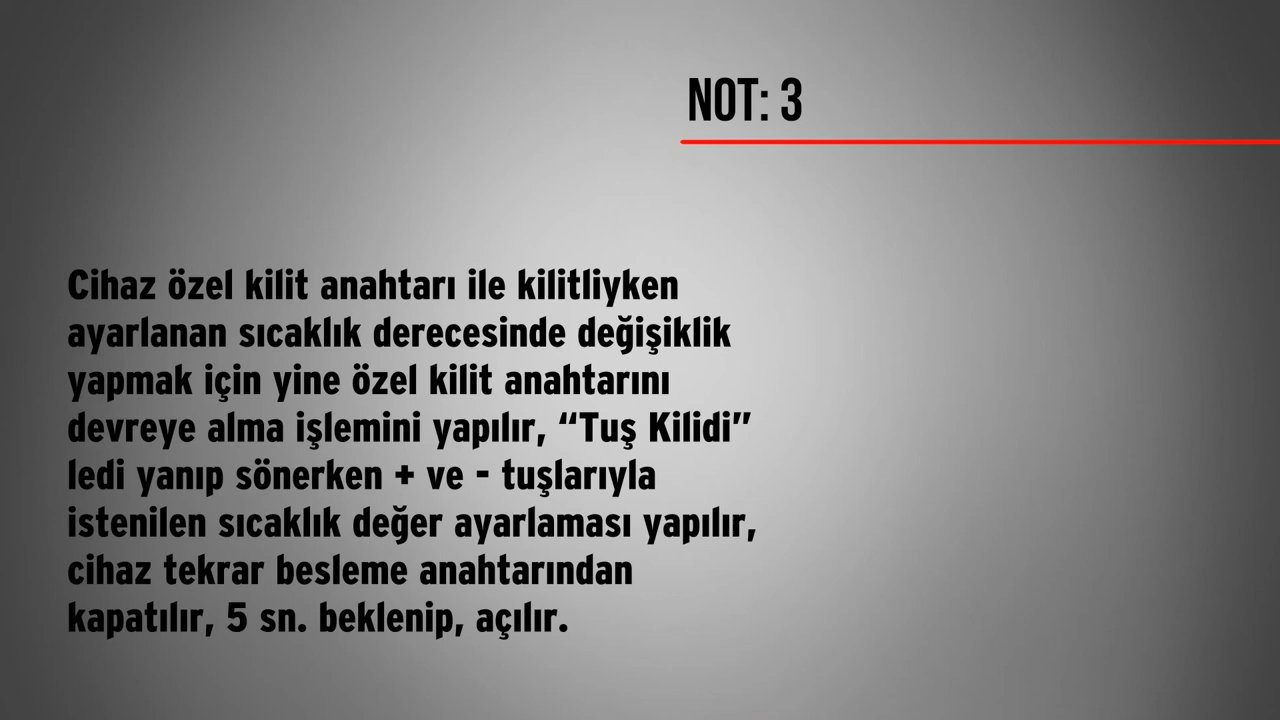 NOT: 3
Cihaz özel kilit anahtarı ile kilitliyken
ayarlanan sıcaklık derecesinde değişiklik
yapmak için yine özel kilit anahtarını
devreye alma işlemini yapılır, “Tuş Kilidi”
ledi yanıp sönerken + ve - tuşlarıyla
istenilen sıcaklık değer ayarlaması yapılır,
cihaz tekrar besleme anahtarından
kapatılır, 5 sn. beklenip, açılır.